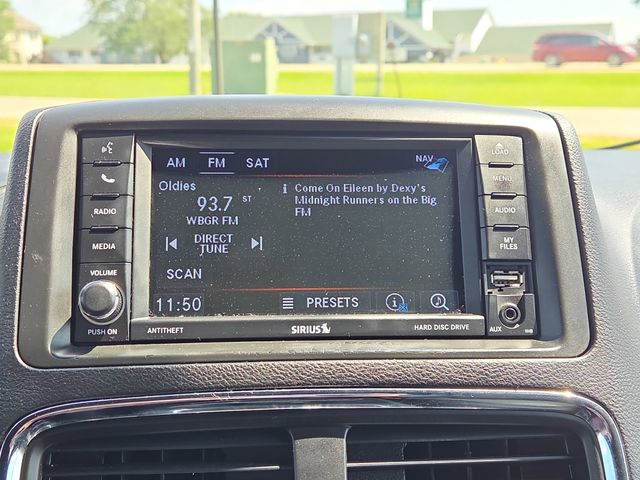 AM FM SAT NAV
Oldies
93.7 ST
WBGR FM
DIRECT
TUNE
SCAN
i Come On Eileen by Dexy's
Midnight Runners on the Big
FM
11:50 PRESETS i
RADIO
MEDIA
VOLUME
PUSH ON
LOAD
MENU
AUDIO
MY
FILES
AUX
RHB
ANTITHEFT SIRIUS HARD DISC DRIVE